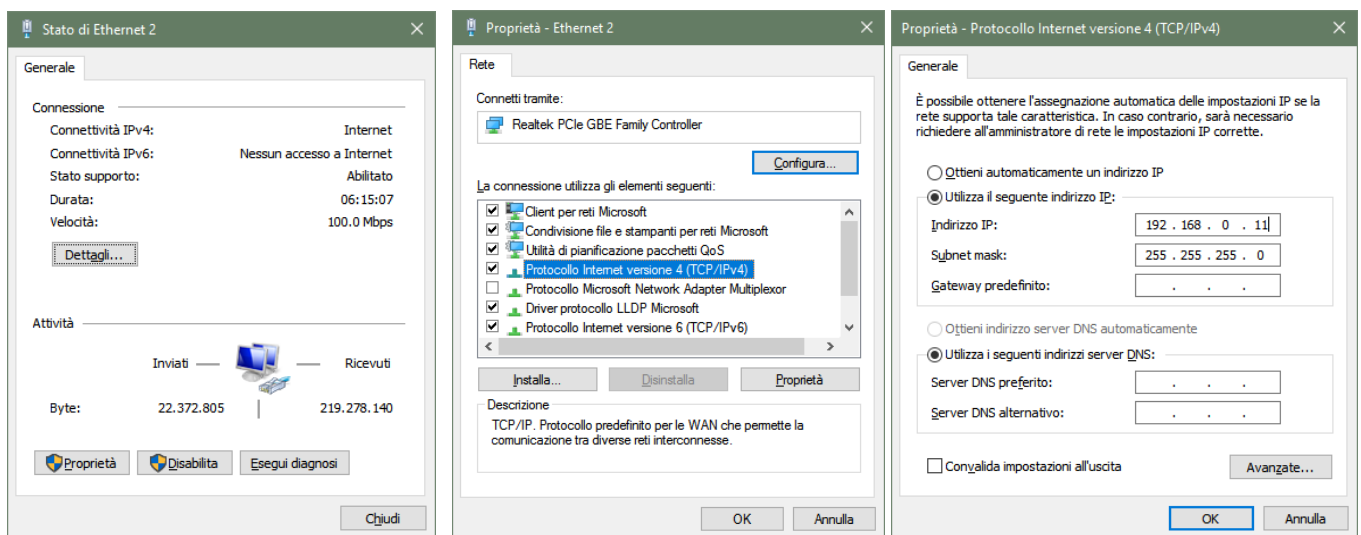 Stato di Ethernet 2
Generale
Connessione
Connettività IPv4: Internet
Connettività IPv6: Nessun accesso a Internet
Stato supporto: Abilitato
Durata: 06:15:07
Velocità: 100.0 Mbps
Dettagli...
Attività
Inviati Ricevuti
Byte: 22.372.805 219.278.140
Proprietà Disabilita Esegui diagnosi
Chiudi
Proprietà - Ethernet 2
Rete
Connetti tramite:
Realtek PCIe GBE Family Controller
Configura...
La connessione utilizza gli elementi seguenti:
Client per reti Microsoft
Condivisione file e stampanti per reti Microsoft
Utilità di pianificazione pacchetti QoS
Protocollo Internet versione 4 (TCP/IPv4)
Protocollo Microsoft Network Adapter Multiplexor
Driver protocollo LLDP Microsoft
Protocollo Internet versione 6 (TCP/IPv6)
Installa... Disinstalla Proprietà
Descrizione
TCP/IP. Protocollo predefinito per le WAN che permette la
comunicazione tra diverse reti interconnesse.
OK Annulla
Proprietà - Protocollo Internet versione 4 (TCP/IPv4)
Generale
È possibile ottenere l'assegnazione automatica delle impostazioni IP se la
rete supporta tale caratteristica. In caso contrario, sarà necessario
richiedere all'amministratore di rete le impostazioni IP corrette.
Ottieni automaticamente un indirizzo IP
Utilizza il seguente indirizzo IP:
Indirizzo IP: 192 . 168 . 0 . 11
Subnet mask: 255 . 255 . 255 . 0
Gateway predefinito: . . .
Ottieni indirizzo server DNS automaticamente
Utilizza i seguenti indirizzi server DNS:
Server DNS preferito: . . .
Server DNS alternativo: . . .
Convalida impostazioni all'uscita
Avanzate...
OK Annulla